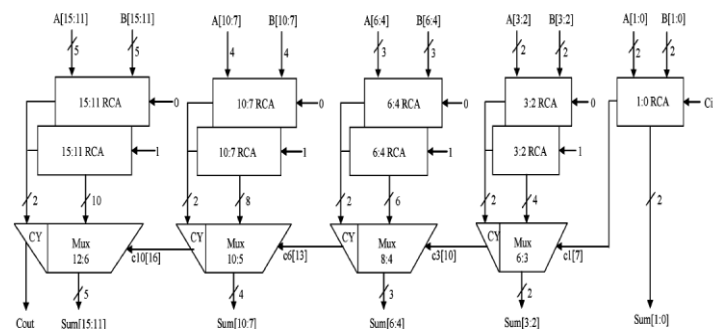 A[15:11] B[15:11] A[10:7] B[10:7] A[6:4] B[6:4] A[3:2] B[3:2] A[1:0] B[1:0]
5 5 4 4 3 3 2 2 2 2
15:11 RCA 0 10:7 RCA 0 6:4 RCA 0 3:2 RCA 0 1:0 RCA Ci
15:11 RCA 1 10:7 RCA 1 6:4 RCA 1 3:2 RCA 1
2 10 2 8 2 6 2 4 2
CY Mux CY Mux CY Mux CY Mux
12:6 c10[16] 10:5 c6[13] 8:4 c3[10] 6:3 c1[7]
5 4 3 2
Cout Sum[15:11] Sum[10:7] Sum[6:4] Sum[3:2] Sum[1:0]